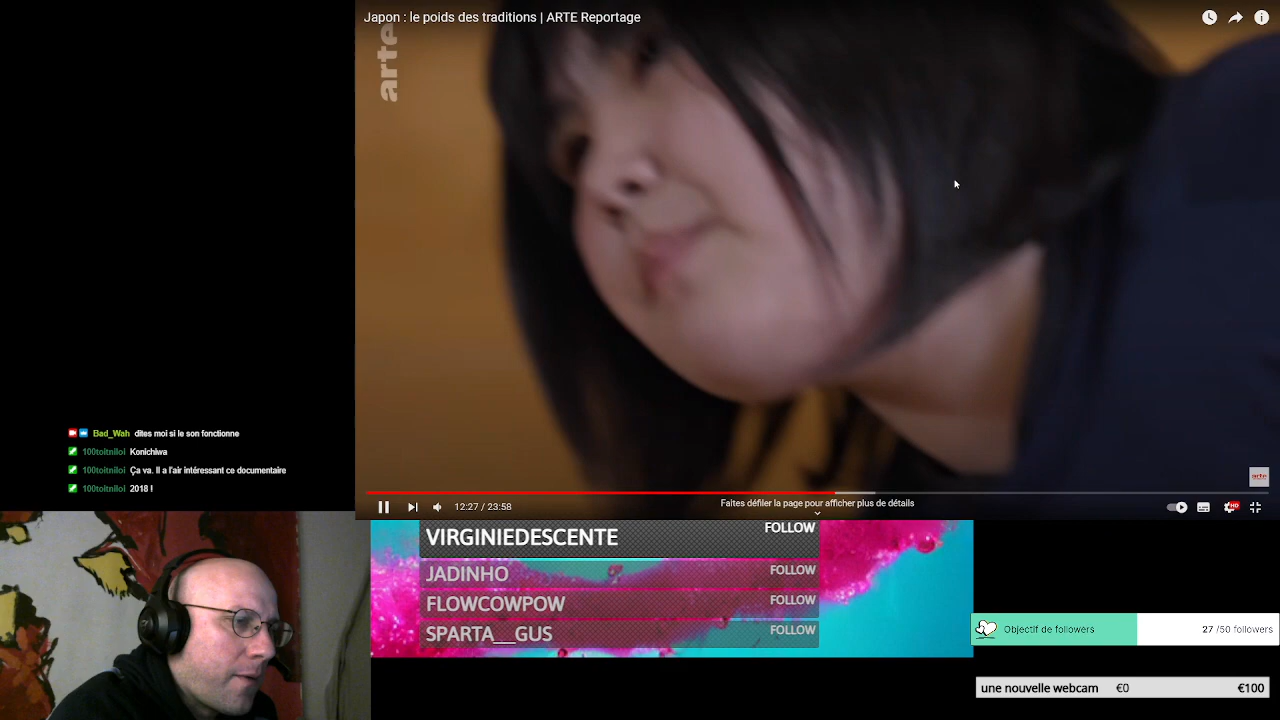 Japon : le poids des traditions | ARTE Reportage
arte
Bad_Wah dites moi si le son fonctionne
100toitniloi Konichiwa
100toitniloi Ça va. Il a l'air intéressant ce documentaire
100toitniloi 2018 !
12:27 / 23:58
Faites défiler la page pour afficher plus de détails
HD
arte
VIRGINIEDESCENTE FOLLOW
JADINHO FOLLOW
FLOWCOWPOW FOLLOW
SPARTA__GUS FOLLOW
Objectif de followers 27 /50 followers
une nouvelle webcam €0 €100